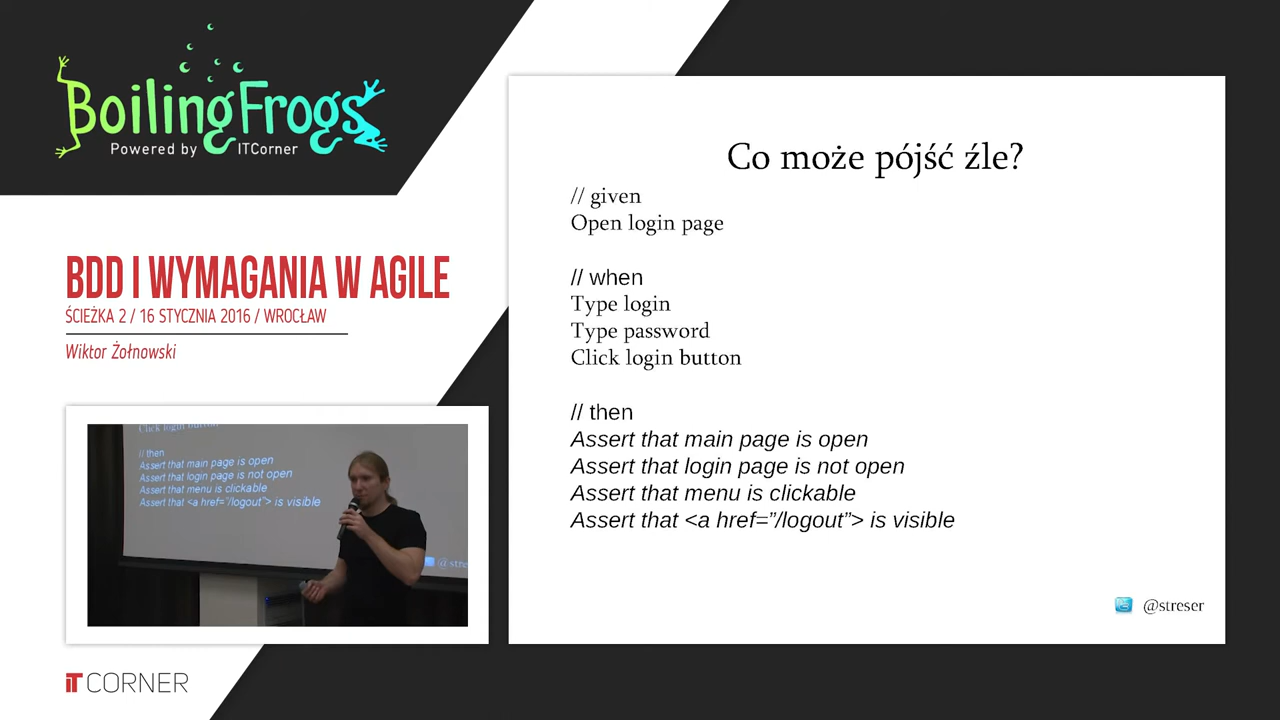 BoilingFrogs
Powered by ITCorner
BDD I WYMAGANIA W AGILE
ŚCIEŻKA 2 / 16 STYCZNIA 2016 / WROCŁAW
Wiktor Żołnowski
Click login button
// then
Assert that main page is open
Assert that login page is not open
Assert that menu is clickable
Assert that <a href="/logout"> is visible
@ stre
IT CORNER
Co może pójść źle?
// given
Open login page
// when
Type login
Type password
Click login button
// then
Assert that main page is open
Assert that login page is not open
Assert that menu is clickable
Assert that <a href=”/logout”> is visible
@streser